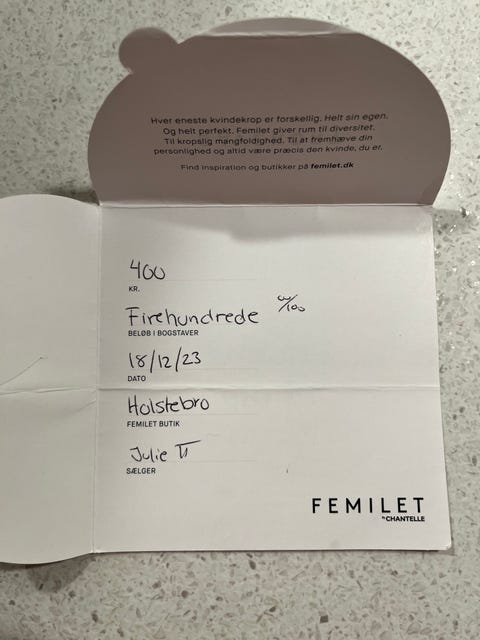 Hver eneste kvindekrop er forskellig. Helt sin egen.
Og helt perfekt. Femilet giver rum til diversitet.
Til kropslig mangfoldighed. Til at fremhæve din
personlighed og altid være præcis den kvinde, du er.
Find inspiration og butikker på femilet.dk
400
KR.
Firehundrede 00/100
BELØB I BOGSTAVER
18/12/23
DATO
Holstebro
FEMILET BUTIK
Julie
SÆLGER
FEMILET
BY CHANTELLE